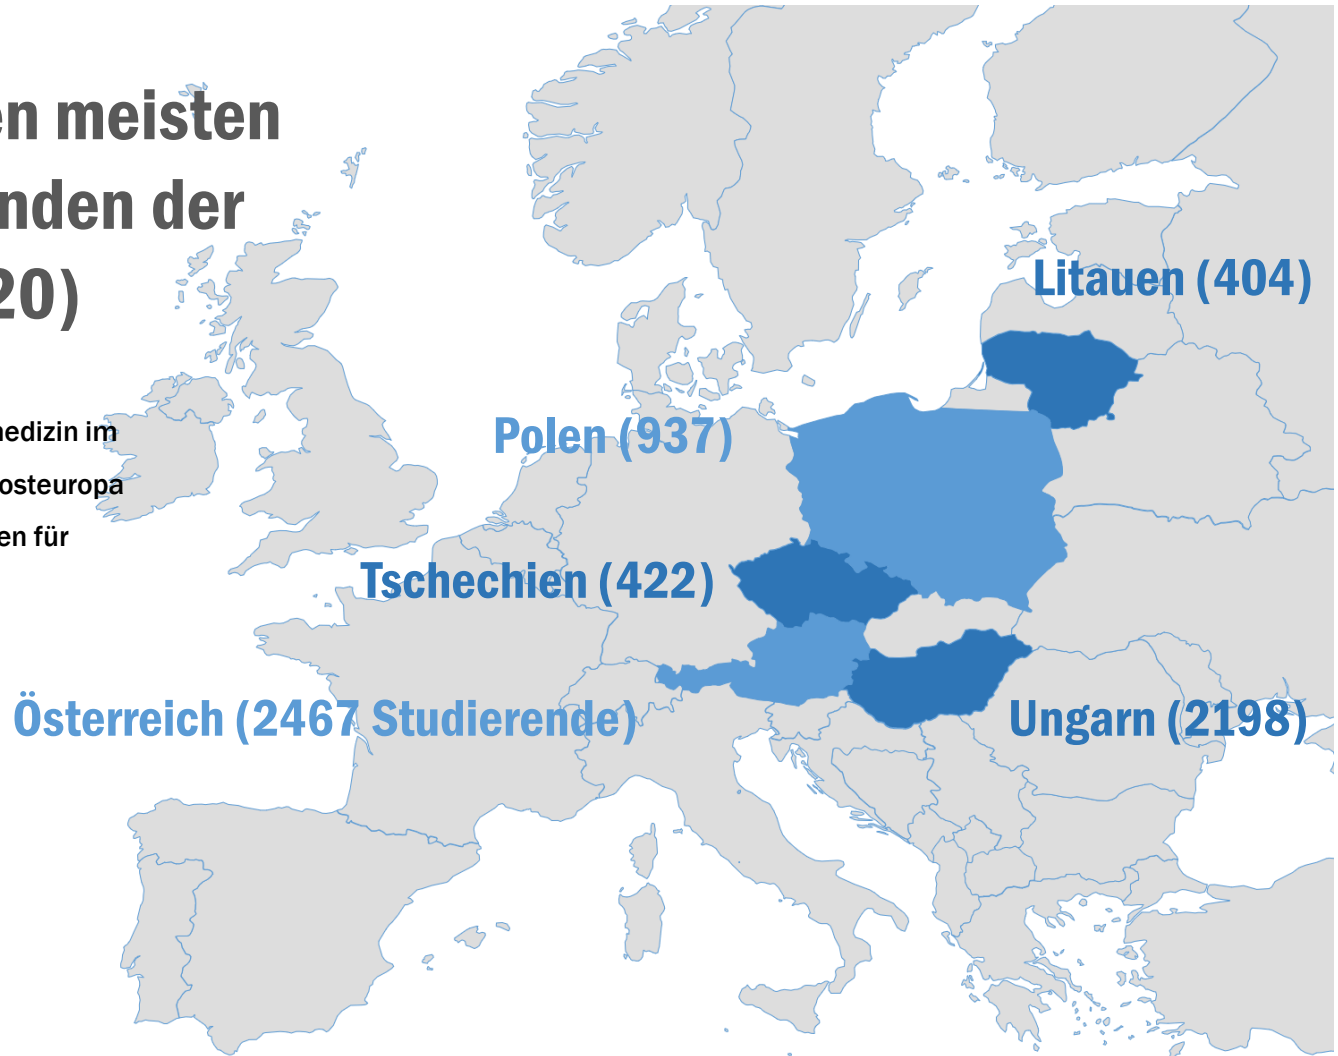 en meisten
nden der
20)
Litauen (404)
nedizin im
Polen (937)
osteuropa
en für
Tschechien (422)
Österreich (2467 Studierende)
Ungarn (2198)